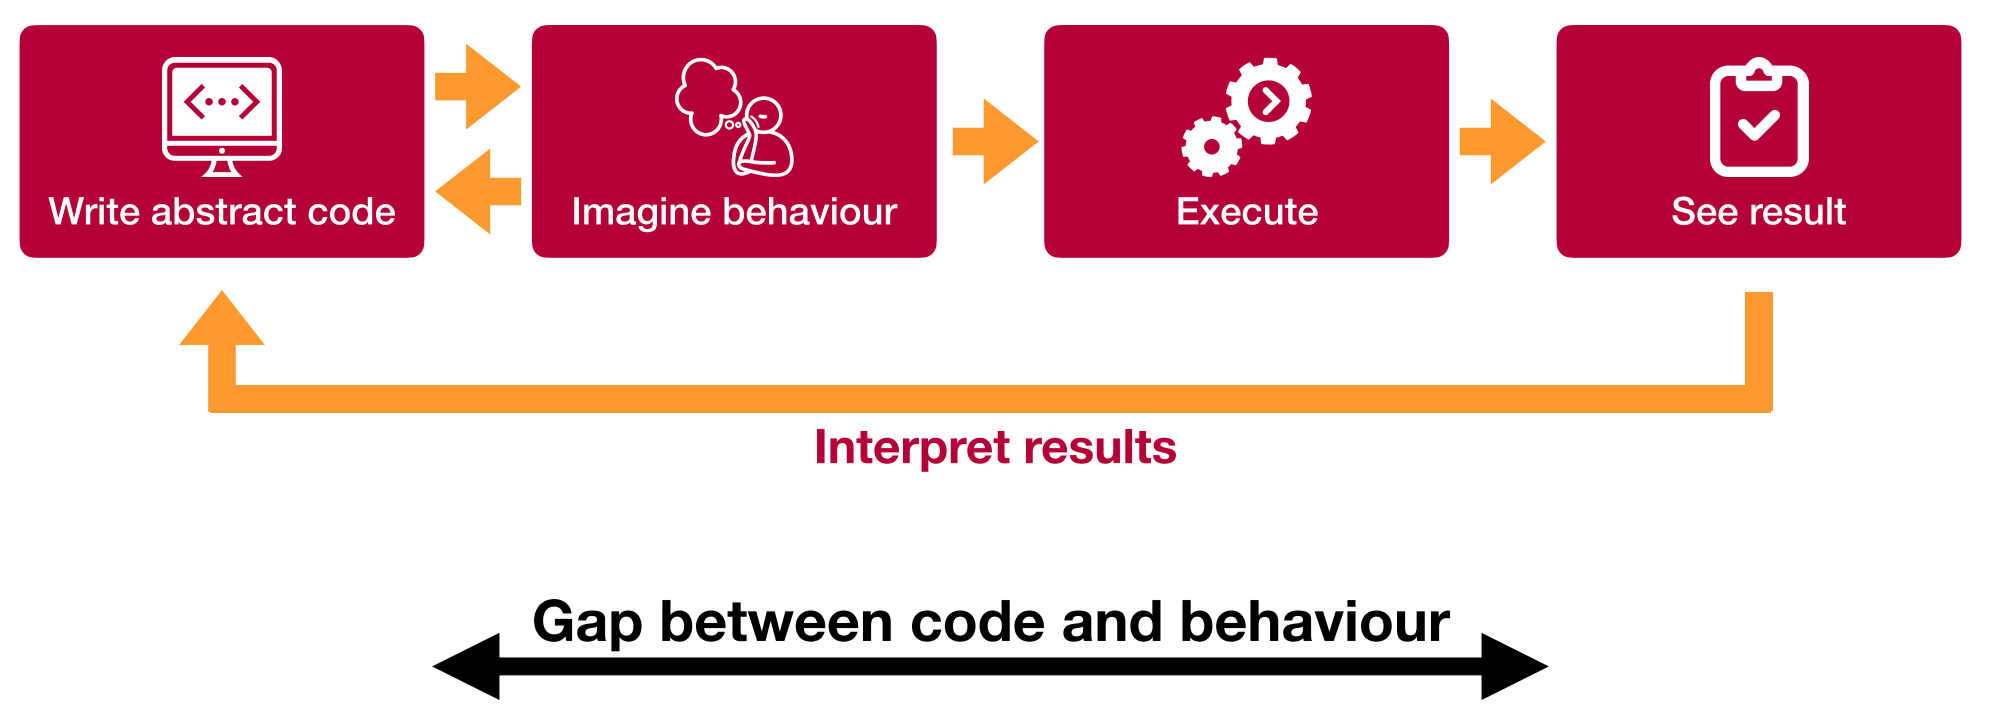 Write abstract code
Imagine behaviour
Execute
See result
Interpret results
Gap between code and behaviour